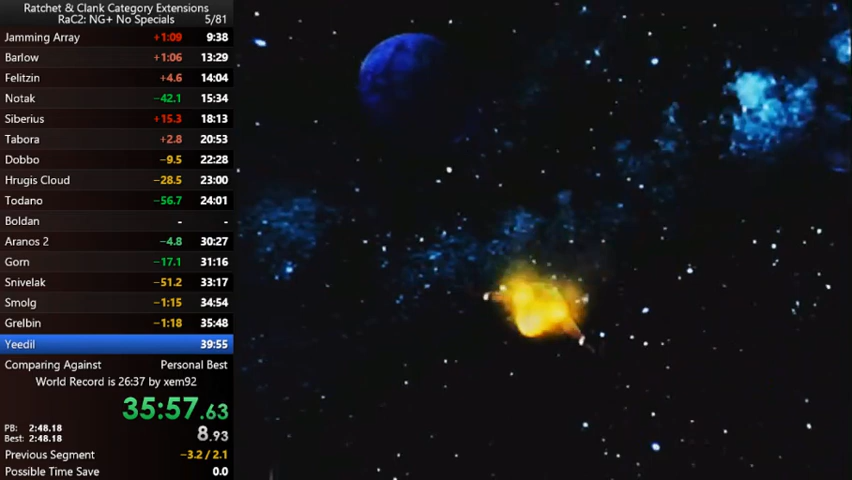 Ratchet & Clank Category Extensions
RaC2: NG+ No Specials 5/81
Jamming Array +1:09 9:38
Barlow +1:06 13:29
Felitzin +4.6 14:04
Notak −42.1 15:34
Siberius +15.3 18:13
Tabora +2.8 20:53
Dobbo −9.5 22:28
Hrugis Cloud −28.5 23:00
Todano −56.7 24:01
Boldan - -
Aranos 2 −4.8 30:27
Gorn −17.1 31:16
Snivelak −51.2 33:17
Smolg −1:15 34:54
Grelbin −1:18 35:48
Yeedil 39:55
Comparing Against Personal Best
World Record is 26:37 by xem92
35:57.63
PB: 2:48.18
Best: 2:48.18
8.93
Previous Segment −3.2 / 2.1
Possible Time Save 0.0